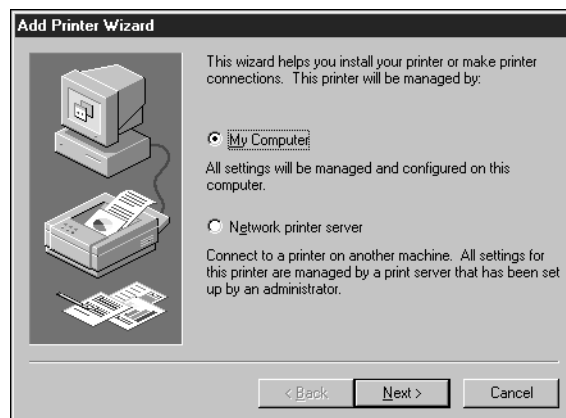 Add Printer Wizard
This wizard helps you install your printer or make printer
connections. This printer will be managed by:
My Computer
All settings will be managed and configured on this
computer.
Network printer server
Connect to a printer on another machine. All settings for
this printer are managed by a print server that has been set
up by an administrator.
< Back
Next >
Cancel